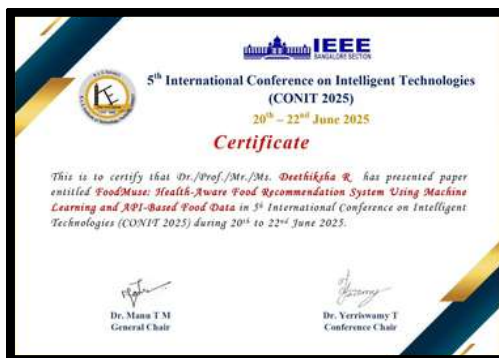 IEEE
BANGALORE SECTION
5th International Conference on Intelligent Technologies
(CONIT 2025)
20th – 22nd June 2025
Certificate
This is to certify that Dr./Prof./Mr./Ms. Deethiksha R has presented paper
entitled FoodMuse: Health-Aware Food Recommendation System Using Machine
Learning and API-Based Food Data in 5th International Conference on Intelligent
Technologies (CONIT 2025) during 20th to 22nd June 2025.
Dr. Manu T M
General Chair
Dr. Yerriswamy T
Conference Chair